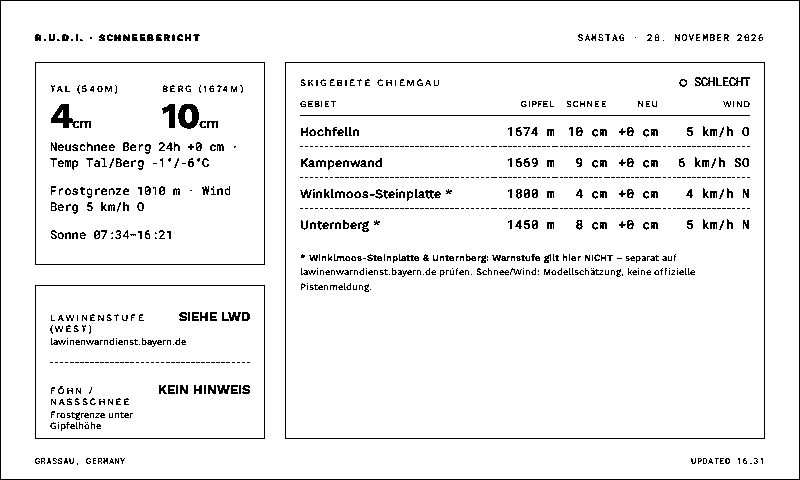 R.U.D.I. · SCHNEEBERICHT
SAMSTAG · 28. NOVEMBER 2026
TAL (540M)
BERG (1674M)
4cm
10cm
Neuschnee Berg 24h +0 cm ·
Temp Tal/Berg -1°/-6°C
Frostgrenze 1010 m · Wind
Berg 5 km/h O
Sonne 07:34–16:21
LAWINENSTUFE
(WEST)
SIEHE LWD
lawinenwarndienst.bayern.de
FÖHN /
NASSSCHNEE
KEIN HINWEIS
Frostgrenze unter
Gipfelhöhe
SKIGEBIETE CHIEMGAU
SCHLECHT
GEBIET GIPFEL SCHNEE NEU WIND
Hochfelln 1674 m 10 cm +0 cm 5 km/h O
Kampenwand 1669 m 9 cm +0 cm 6 km/h SO
Winklmoos-Steinplatte * 1800 m 4 cm +0 cm 4 km/h N
Unternberg * 1450 m 8 cm +0 cm 5 km/h N
* Winklmoos-Steinplatte & Unternberg: Warnstufe gilt hier NICHT – separat auf
lawinenwarndienst.bayern.de prüfen. Schnee/Wind: Modellschätzung, keine offizielle
Pistenmeldung.
GRASSAU, GERMANY
UPDATED 16.31